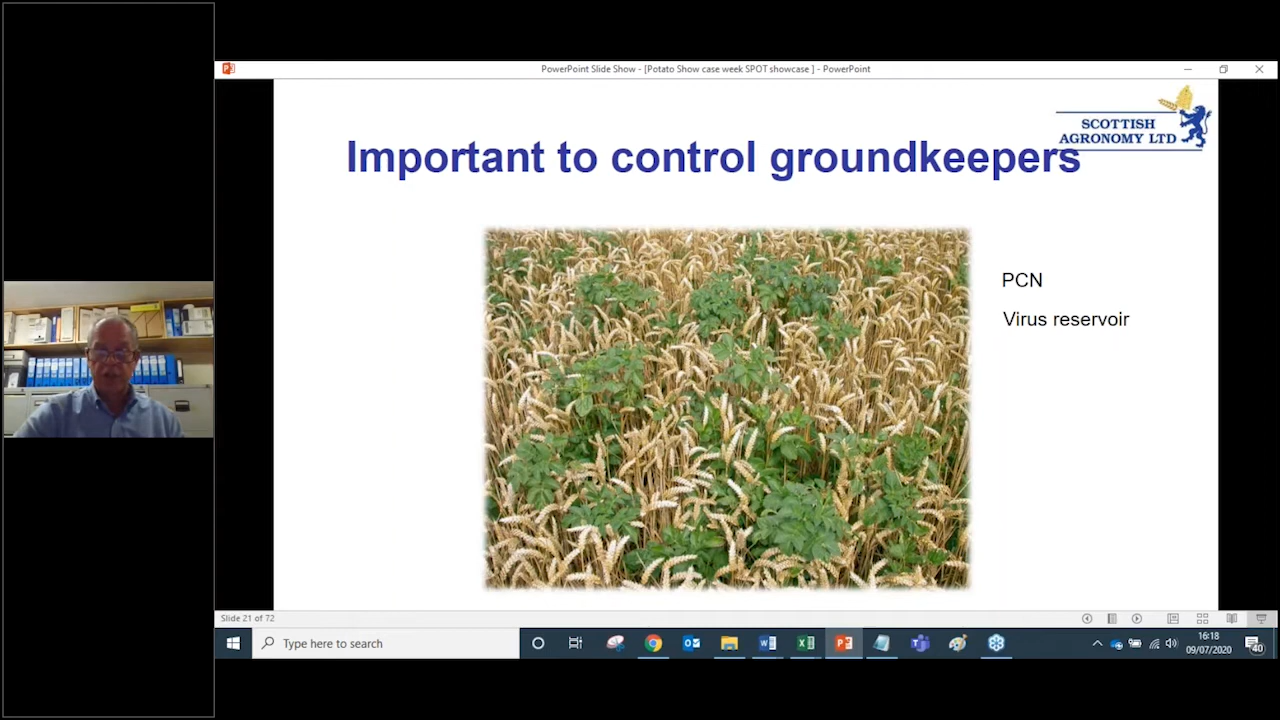 PowerPoint Slide Show - [Potato Show case week SPOT showcase ] - PowerPoint
SCOTTISH
AGRONOMY LTD
Important to control groundkeepers
PCN
Virus reservoir
Slide 21 of 72
Type here to search
16:18
09/07/2020
40